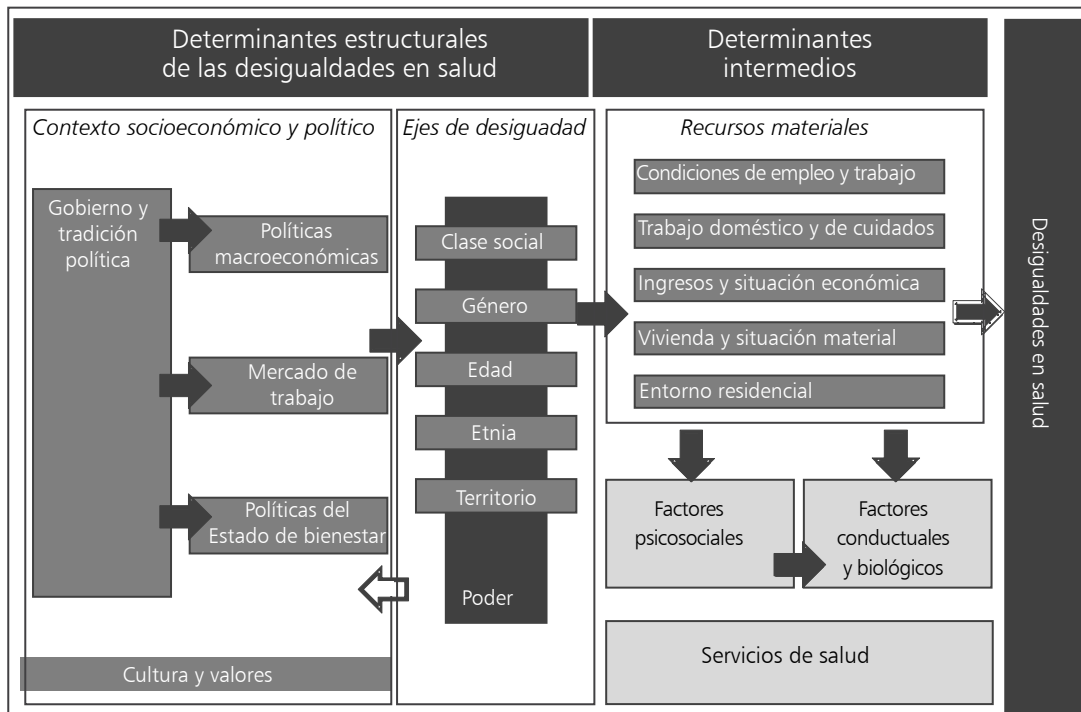 Determinantes estructurales
de las desigualdades en salud
Determinantes
intermedios
Contexto socioeconómico y político
Ejes de desiguadad
Recursos materiales
Gobierno y
tradición
política
Políticas
macroeconómicas
Mercado de
trabajo
Políticas del
Estado de bienestar
Cultura y valores
Clase social
Género
Edad
Etnia
Territorio
Poder
Condiciones de empleo y trabajo
Trabajo doméstico y de cuidados
Ingresos y situación económica
Vivienda y situación material
Entorno residencial
Factores
psicosociales
Factores
conductuales
y biológicos
Servicios de salud
Desigualdades en salud